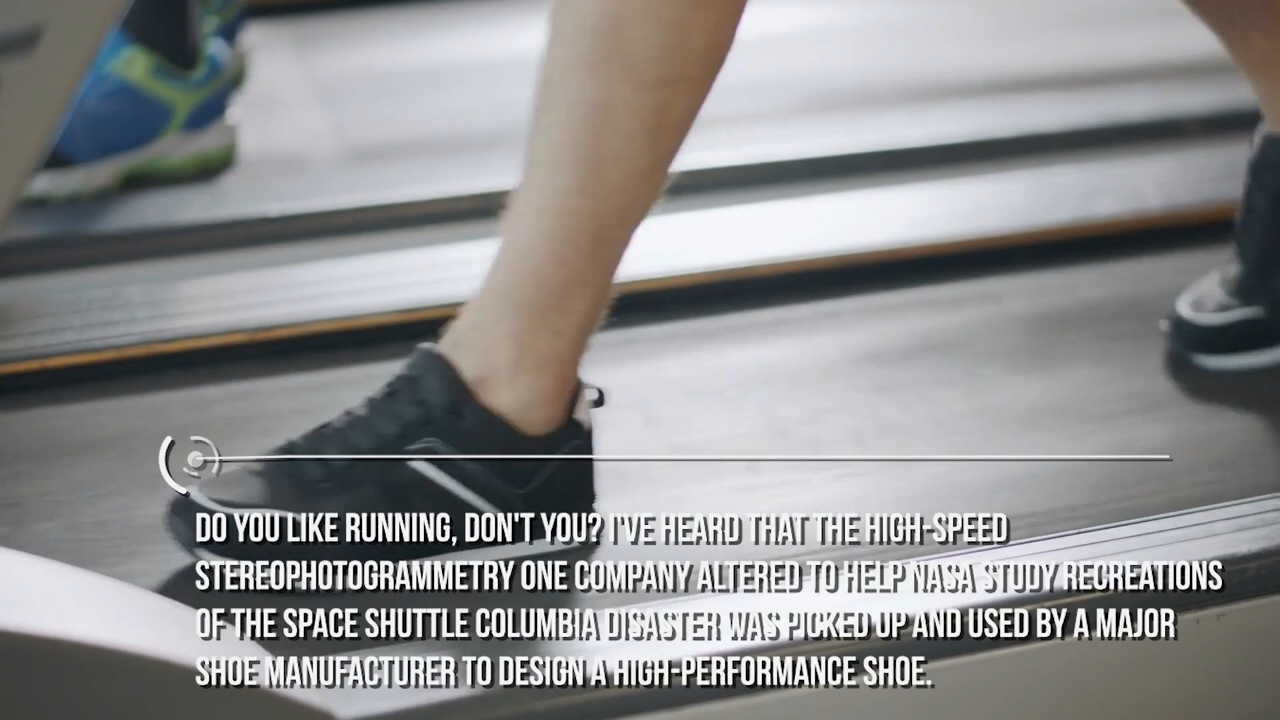 DO YOU LIKE RUNNING, DON'T YOU? I'VE HEARD THAT THE HIGH-SPEED
STEREOPHOTOGRAMMETRY ONE COMPANY ALTERED TO HELP NASA STUDY RECREATIONS
OF THE SPACE SHUTTLE COLUMBIA DISASTER WAS PICKED UP AND USED BY A MAJOR
SHOE MANUFACTURER TO DESIGN A HIGH-PERFORMANCE SHOE.